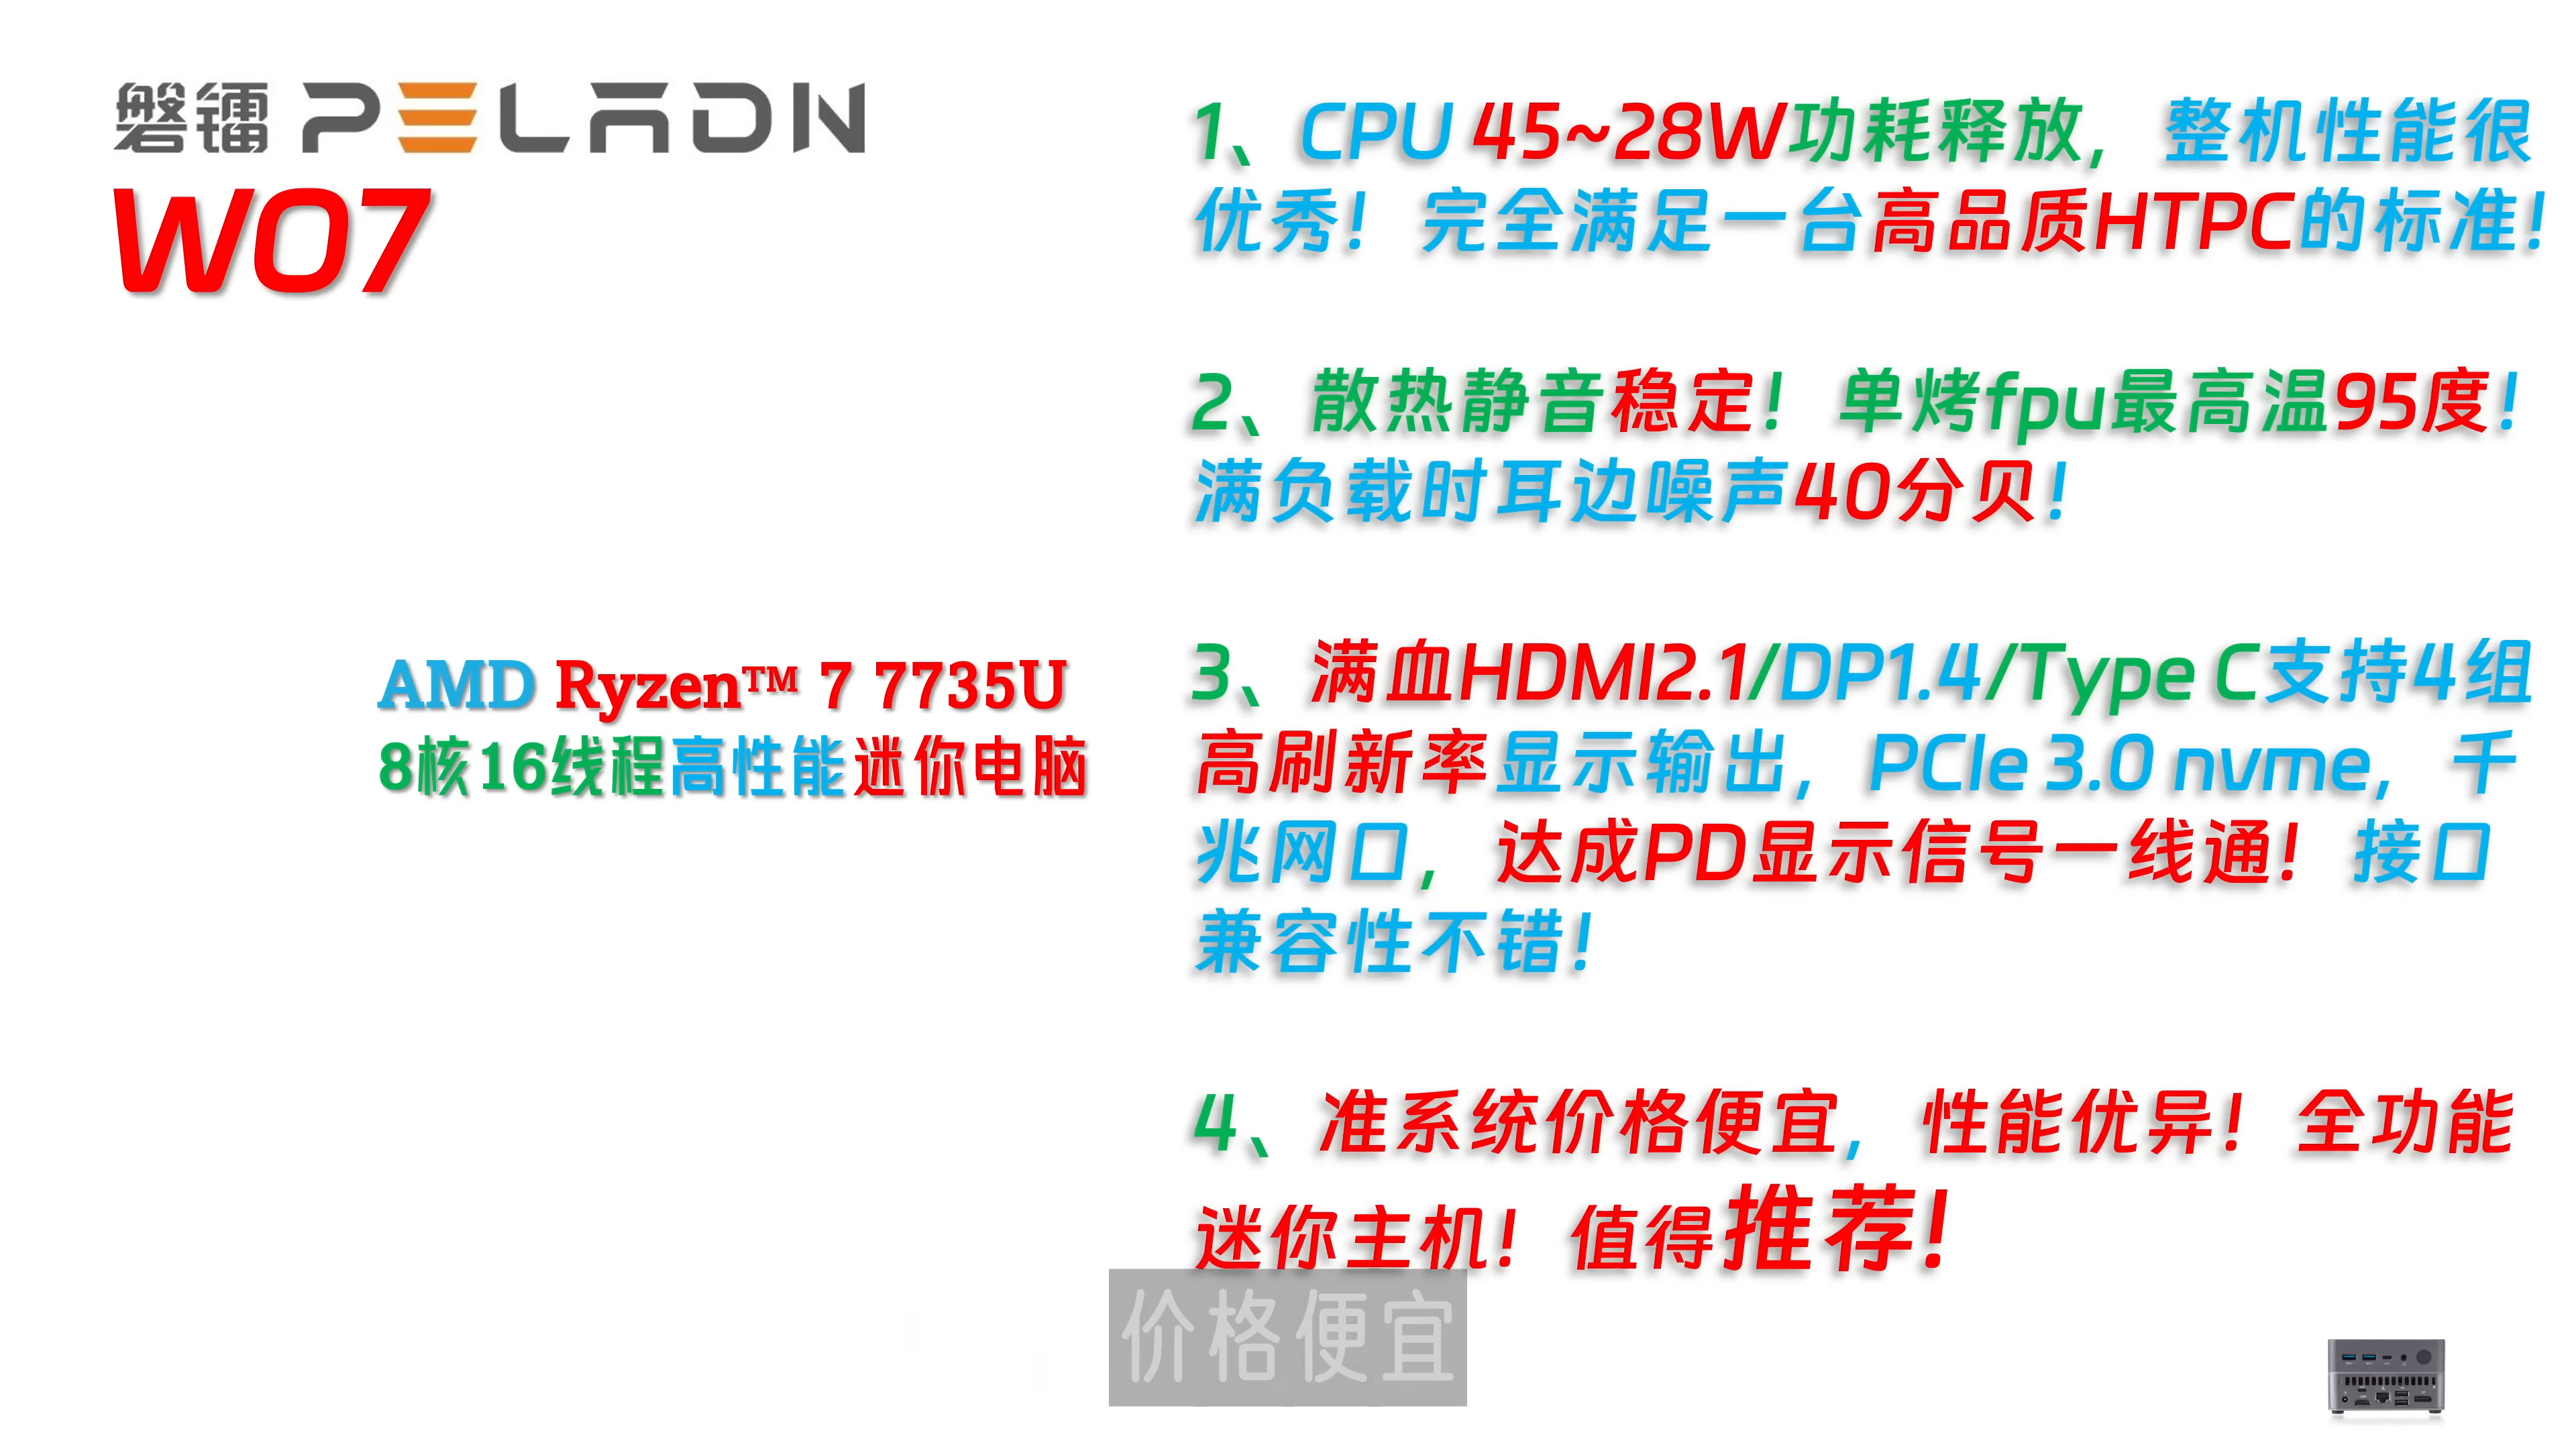 磐镭 PELADN
W07
AMD Ryzen™ 7 7735U
8核16线程高性能迷你电脑
1、CPU 45~28W功耗释放，整机性能很
优秀！完全满足一台高品质HTPC的标准！
2、散热静音稳定！单烤fpu最高温95度！
满负载时耳边噪声40分贝！
3、满血HDMI2.1/DP1.4/Type C支持4组
高刷新率显示输出，PCIe 3.0 nvme，千
兆网口，达成PD显示信号一线通！接口
兼容性不错！
4、准系统价格便宜，性能优异！全功能
迷你主机！值得推荐！
价格便宜